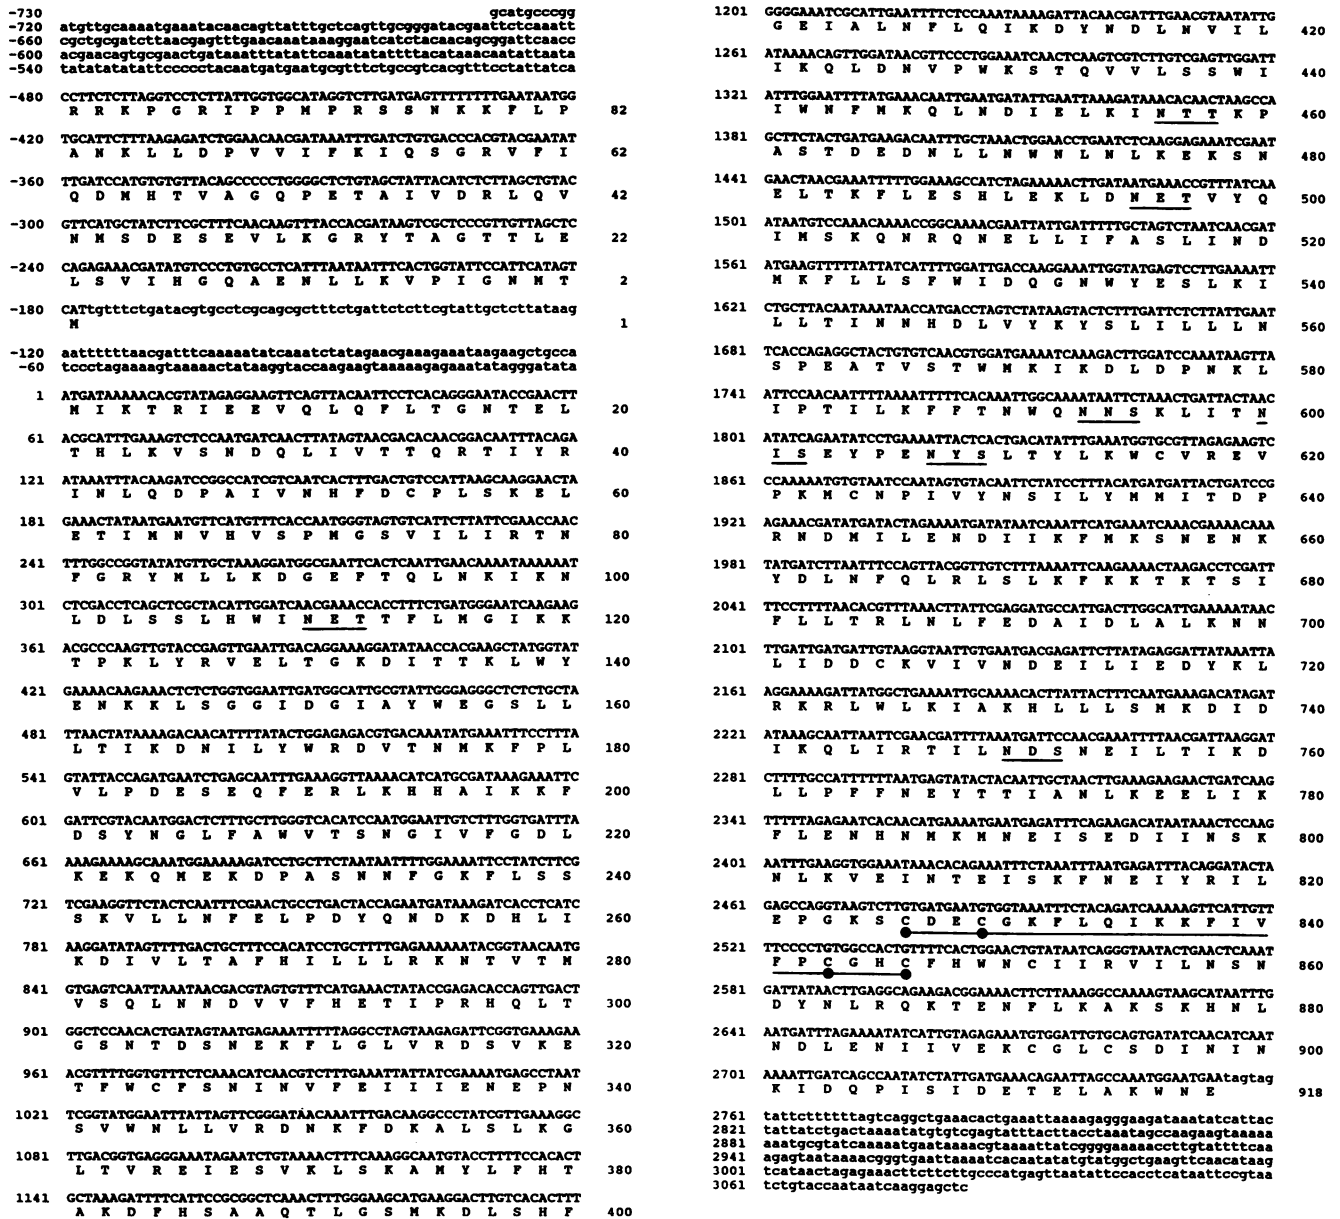 -730 gcatgcccgg
-720 atgttgcaaaatgaaatacaacagttatttgctcagttgcgggatacgaattctcaaatt
-660 cgctgcgatcttaacgagtttgaacaaataaaggaatcatctacaacagcggattcaacc
-600 acgaacagtgcgaactgataaatttatattcaaatatattttacataaacaatattaata
-540 tatatatatattccccctacaatgatgaatgcgtttctgccgtcacgtttcctattatca
-480 CCTTCTCTTAGGTCCTCTTATTGGTGGCATAGGTCTTGATGAGTTTTTTTTGAATAATGG
R R K P G R I P P M P R S S N K K F L P 82
-420 TGCATTCTTTAAGAGATCTGGAACAACGATAAATTTGATCTGTGACCCACGTACGAATAT
A N K L L D P V V I F K I Q S G R V F I 62
-360 TTGATCCATGTGTGTTACAGCCCCCTGGGGCTCTGTAGCTATTACATCTCTTAGCTGTAC
Q D M H T V A G Q P E T A I V D R L Q V 42
-300 GTTCATGCTATCTTCGCTTTCAACAAGTTTACCACGATAAGTCGCTCCCGTTGTTAGCTC
N M S D E S E V L K G R Y T A G T T L E 22
-240 CAGAGAAACGATATGTCCCTGTGCCTCATTTAATAATTTCACTGGTATTCCATTCATAGT
L S V I H G Q A E N L L K V P I G N M T 2
-180 CATtgtttctgatacgtgcctcgcagcgctttctgattctcttcgtattgctcttataag
M 1
-120 aattttttaacgatttcaaaaatatcaaatctatagaacgaaagaaataagaagctgcca
-60 tccctagaaaagtaaaaactataaggtaccaagaagtaaaaagagaaatatagggatata
1 ATGATAAAAACACGTATAGAGGAAGTTCAGTTACAATTCCTCACAGGGAATACCGAACTT
M I K T R I E E V Q L Q F L T G N T E L 20
61 ACGCATTTGAAAGTCTCCAATGATCAACTTATAGTAACGACACAACGGACAATTTACAGA
T H L K V S N D Q L I V T T Q R T I Y R 40
121 ATAAATTTACAAGATCCGGCCATCGTCAATCACTTTGACTGTCCATTAAGCAAGGAACTA
I N L Q D P A I V N H F D C P L S K E L 60
181 GAAACTATAATGAATGTTCATGTTTCACCAATGGGTAGTGTCATTCTTATTCGAACCAAC
E T I M N V H V S P M G S V I L I R T N 80
241 TTTGGCCGGTATATGTTGCTAAAGGATGGCGAATTCACTCAATTGAACAAAATAAAAAAT
F G R Y M L L K D G E F T Q L N K I K N 100
301 CTCGACCTCAGCTCGCTACATTGGATCAACGAAACCACCTTTCTGATGGGAATCAAGAAG
L D L S S L H W I N E T T F L M G I K K 120
361 ACGCCCAAGTTGTACCGAGTTGAATTGACAGGAAAGGATATAACCACGAAGCTATGGTAT
T P K L Y R V E L T G K D I T T K L W Y 140
421 GAAAACAAGAAACTCTCTGGTGGAATTGATGGCATTGCGTATTGGGAGGGCTCTCTGCTA
E N K K L S G G I D G I A Y W E G S L L 160
481 TTAACTATAAAAGACAACATTTTATACTGGAGAGACGTGACAAATATGAAATTTCCTTTA
L T I K D N I L Y W R D V T N M K F P L 180
541 GTATTACCAGATGAATCTGAGCAATTTGAAAGGTTAAAACATCATGCGATAAAGAAATTC
V L P D E S E Q F E R L K H H A I K K F 200
601 GATTCGTACAATGGACTCTTTGCTTGGGTCACATCCAATGGAATTGTCTTTGGTGATTTA
D S Y N G L F A W V T S N G I V F G D L 220
661 AAAGAAAAGCAAATGGAAAAAGATCCTGCTTCTAATAATTTTGGAAAATTCCTATCTTCG
K E K Q M E K D P A S N N F G K F L S S 240
721 TCGAAGGTTCTACTCAATTTCGAACTGCCTGACTACCAGAATGATAAAGATCACCTCATC
S K V L L N F E L P D Y Q N D K D H L I 260
781 AAGGATATAGTTTTGACTGCTTTCCACATCCTGCTTTTGAGAAAAAATACGGTAACAATG
K D I V L T A F H I L L L R K N T V T M 280
841 GTGAGTCAATTAAATAACGACGTAGTGTTTCATGAAACTATACCGAGACACCAGTTGACT
V S Q L N N D V V F H E T I P R H Q L T 300
901 GGCTCCAACACTGATAGTAATGAGAAATTTTTAGGCCTAGTAAGAGATTCGGTGAAAGAA
G S N T D S N E K F L G L V R D S V K E 320
961 ACGTTTTGGTGTTTCTCAAACATCAACGTCTTTGAAATTATTATCGAAAATGAGCCTAAT
T F W C F S N I N V F E I I I E N E P N 340
1021 TCGGTATGGAATTTATTAGTTCGGGATAACAAATTTGACAAGGCCCTATCGTTGAAAGGC
S V W N L L V R D N K F D K A L S L K G 360
1081 TTGACGGTGAGGGAAATAGAATCTGTAAAACTTTCAAAGGCAATGTACCTTTTCCACACT
L T V R E I E S V K L S K A M Y L F H T 380
1141 GCTAAAGATTTTCATTCCGCGGCTCAAACTTTGGGAAGCATGAAGGACTTGTCACACTTT
A K D F H S A A Q T L G S M K D L S H F 400
1201 GGGGAAATCGCATTGAATTTTCTCCAAATAAAAGATTACAACGATTTGAACGTAATATTG
G E I A L N F L Q I K D Y N D L N V I L 420
1261 ATAAAACAGTTGGATAACGTTCCCTGGAAATCAACTCAAGTCGTCTTGTCGAGTTGGATT
I K Q L D N V P W K S T Q V V L S S W I 440
1321 ATTTGGAATTTTATGAAACAATTGAATGATATTGAATTAAAGATAAACACAACTAAGCCA
I W N F M K Q L N D I E L K I N T T K P 460
1381 GCTTCTACTGATGAAGACAATTTGCTAAACTGGAACCTGAATCTCAAGGAGAAATCGAAT
A S T D E D N L L N W N L N L K E K S N 480
1441 GAACTAACGAAATTTTTGGAAAGCCATCTAGAAAAACTTGATAATGAAACCGTTTATCAA
E L T K F L E S H L E K L D N E T V Y Q 500
1501 ATAATGTCCAAACAAAACCGGCAAAACGAATTATTGATTTTTGCTAGTCTAATCAACGAT
I M S K Q N R Q N E L L I F A S L I N D 520
1561 ATGAAGTTTTTATTATCATTTTGGATTGACCAAGGAAATTGGTATGAGTCCTTGAAAATT
M K F L L S F W I D Q G N W Y E S L K I 540
1621 CTGCTTACAATAAATAACCATGACCTAGTCTATAAGTACTCTTTGATTCTCTTATTGAAT
L L T I N N H D L V Y K Y S L I L L L N 560
1681 TCACCAGAGGCTACTGTGTCAACGTGGATGAAAATCAAAGACTTGGATCCAAATAAGTTA
S P E A T V S T W M K I K D L D P N K L 580
1741 ATTCCAACAATTTTAAAATTTTTCACAAATTGGCAAAATAATTCTAAACTGATTACTAAC
I P T I L K F F T N W Q N N S K L I T N 600
1801 ATATCAGAATATCCTGAAAATTACTCACTGACATATTTGAAATGGTGCGTTAGAGAAGTC
I S E Y P E N Y S L T Y L K W C V R E V 620
1861 CCAAAAATGTGTAATCCAATAGTGTACAATTCTATCCTTTACATGATGATTACTGATCCG
P K M C N P I V Y N S I L Y M M I T D P 640
1921 AGAAACGATATGATACTAGAAAATGATATAATCAAATTCATGAAATCAAACGAAAACAAA
R N D M I L E N D I I K F M K S N E N K 660
1981 TATGATCTTAATTTCCAGTTACGGTTGTCTTTAAAATTCAAGAAAACTAAGACCTCGATT
Y D L N F Q L R L S L K F K K T K T S I 680
2041 TTCCTTTTAACACGTTTAAACTTATTCGAGGATGCCATTGACTTGGCATTGAAAAATAAC
F L L T R L N L F E D A I D L A L K N N 700
2101 TTGATTGATGATTGTAAGGTAATTGTGAATGACGAGATTCTTATAGAGGATTATAAATTA
L I D D C K V I V N D E I L I E D Y K L 720
2161 AGGAAAAGATTATGGCTGAAAATTGCAAAACACTTATTACTTTCAATGAAAGACATAGAT
R K R L W L K I A K H L L L S M K D I D 740
2221 ATAAAGCAATTAATTCGAACGATTTTAAATGATTCCAACGAAATTTTAACGATTAAGGAT
I K Q L I R T I L N D S N E I L T I K D 760
2281 CTTTTGCCATTTTTTAATGAGTATACTACAATTGCTAACTTGAAAGAAGAACTGATCAAG
L L P F F N E Y T T I A N L K E E L I K 780
2341 TTTTTAGAGAATCACAACATGAAAATGAATGAGATTTCAGAAGACATAATAAACTCCAAG
F L E N H N M K M N E I S E D I I N S K 800
2401 AATTTGAAGGTGGAAATAAACACAGAAATTTCTAAATTTAATGAGATTTACAGGATACTA
N L K V E I N T E I S K F N E I Y R I L 820
2461 GAGCCAGGTAAGTCTTGTGATGAATGTGGTAAATTTCTACAGATCAAAAAGTTCATTGTT
E P G K S C D E C G K F L Q I K K F I V 840
2521 TTCCCCTGTGGCCACTGTTTTCACTGGAACTGTATAATCAGGGTAATACTGAACTCAAAT
F P C G H C F H W N C I I R V I L N S N 860
2581 GATTATAACTTGAGGCAGAAGACGGAAAACTTCTTAAAGGCCAAAAGTAAGCATAATTTG
D Y N L R Q K T E N F L K A K S K H N L 880
2641 AATGATTTAGAAAATATCATTGTAGAGAAATGTGGATTGTGCAGTGATATCAACATCAAT
N D L E N I I V E K C G L C S D I N I N 900
2701 AAAATTGATCAGCCAATATCTATTGATGAAACAGAATTAGCCAAATGGAATGAAtagtag
K I D Q P I S I D E T E L A K W N E 918
2761 tattcttttttagtcaggctgaaacactgaaattaaaagagggaagataaatatcattac
2821 tattatctgactaaaatatgtgtcgagtatttacttacctaaatagccaagaagtaaaaa
2881 aaatgcgtatcaaaaaatgaataaaacgtaaaattatcggggaaaaaccttgtattttcaa
2941 agagtaataaaacgggtgaattaaaatcacaatatatgtatggctgaagttcaacataag
3001 tcataactagagaaacttcttcttgcccatgagttaatattccacctcataattccgtaa
3061 tctgtaccaataatcaaggagctc